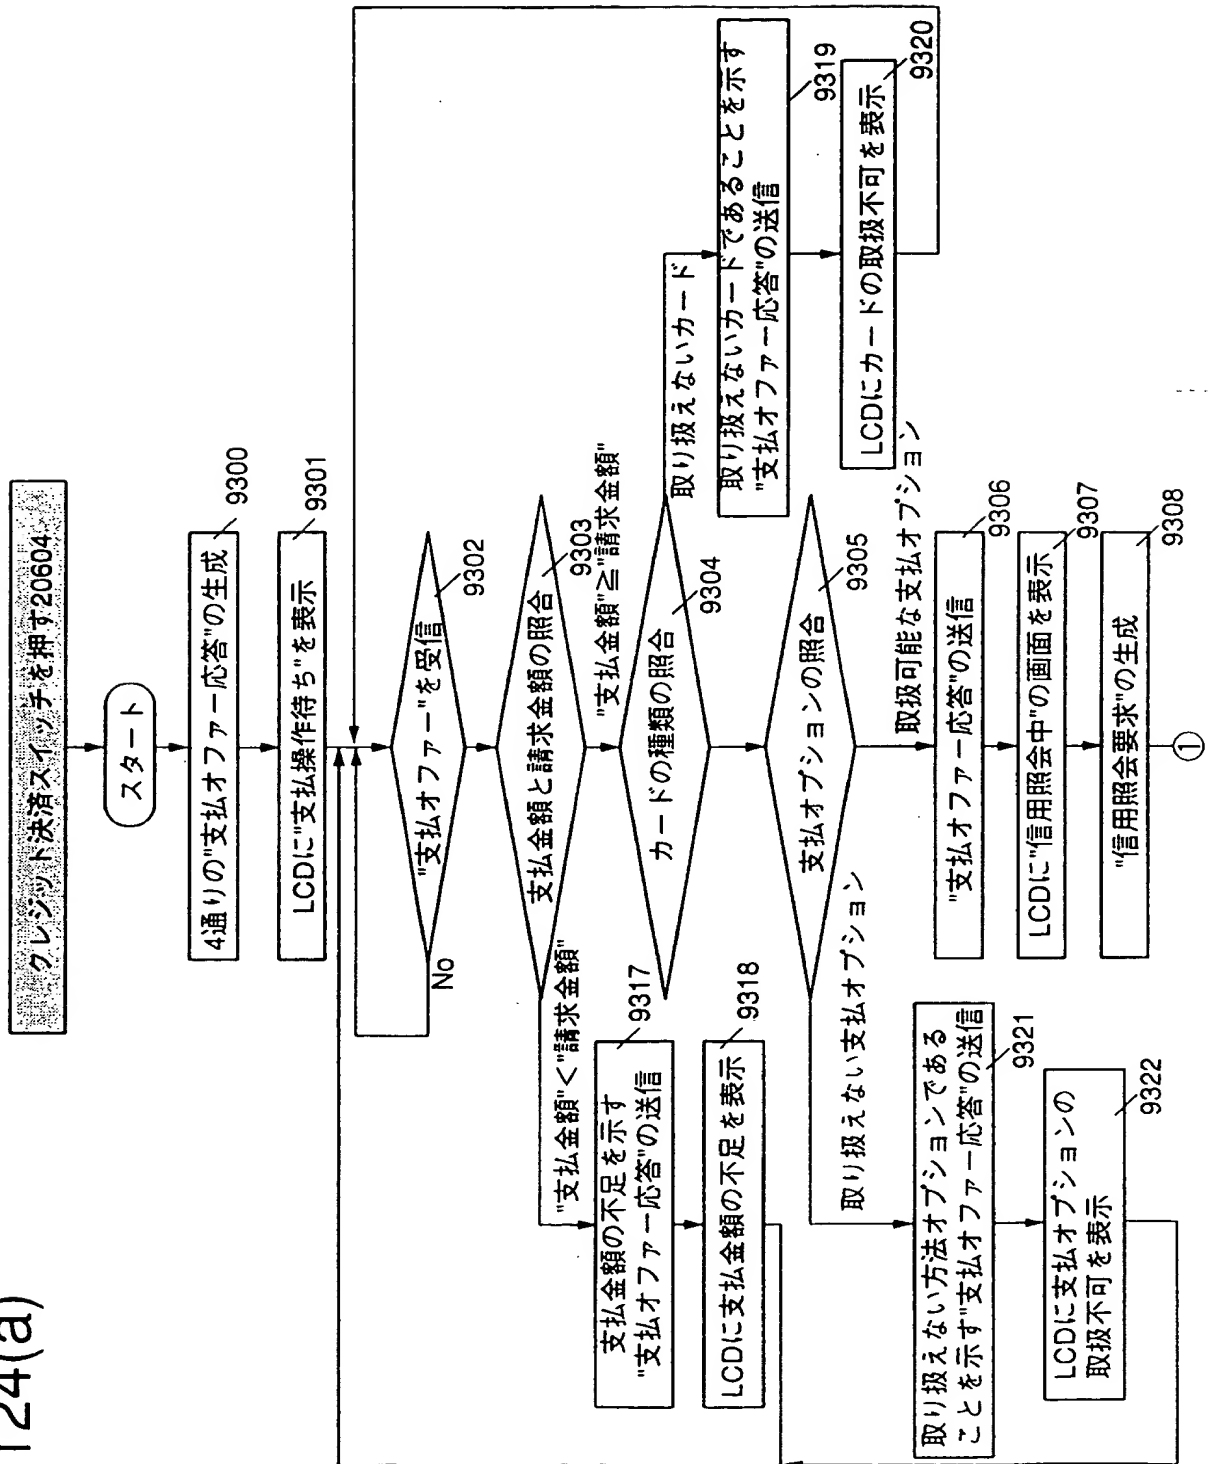 124(a)
クレジット決済スイッチを押す20604
スタート
4通りの"支払オファー応答"の生成
9300
LCDに"支払操作待ち"を表示
9301
"支払オファー"を受信
9302
No
支払金額と請求金額の照合
9303
"支払金額"<"請求金額"
"支払金額"≧"請求金額"
支払金額の不足を示す
"支払オファー応答"の送信
9317
LCDに支払金額の不足を表示
9318
カードの種類の照合
9304
取り扱えないカード
取り扱えないカードであることを示す
"支払オファー応答"の送信
9319
LCDにカードの取扱不可を表示
9320
支払オプションの照合
9305
取り扱えない支払オプション
取扱可能な支払オプション
取り扱えない方法オプションである
ことを示す"支払オファー応答"の送信
9321
LCDに支払オプションの
取扱不可を表示
9322
"支払オファー応答"の送信
9306
LCDに"信用照会中"の画面を表示
9307
"信用照会要求"の生成
9308
①